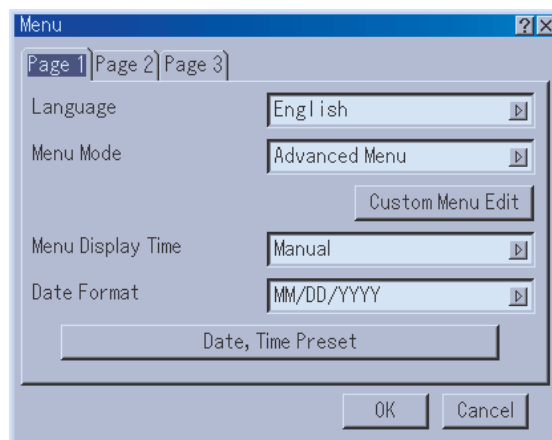 Menu ? ×
Page 1 Page 2 Page 3
Language English
Menu Mode Advanced Menu
Custom Menu Edit
Menu Display Time Manual
Date Format MM/DD/YYYY
Date, Time Preset
OK Cancel